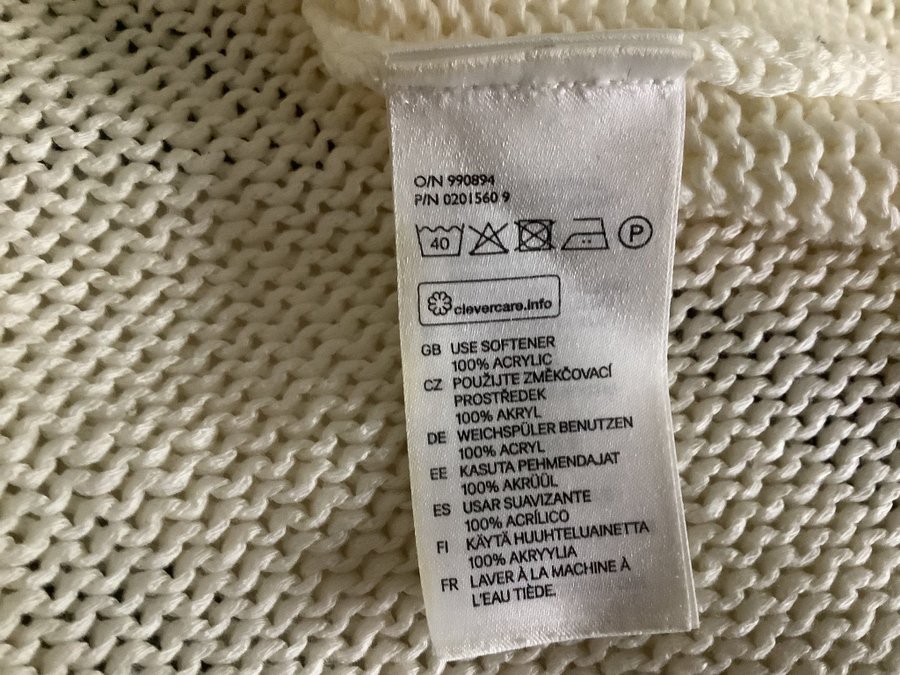 O/N 990894
P/N 0201560 9
40 P
clevercare.info
GB USE SOFTENER
100% ACRYLIC
CZ POUŽIJTE ZMĚKČOVACÍ
PROSTŘEDEK
100% AKRYL
DE WEICHSPÜLER BENUTZEN
100% ACRYL
EE KASUTA PEHMENDAJAT
100% AKRÜÜL
ES USAR SUAVIZANTE
100% ACRÍLICO
FI KÄYTÄ HUUHTELUAINETTA
100% AKRYYLIA
FR LAVER À LA MACHINE À
L'EAU TIÈDE.